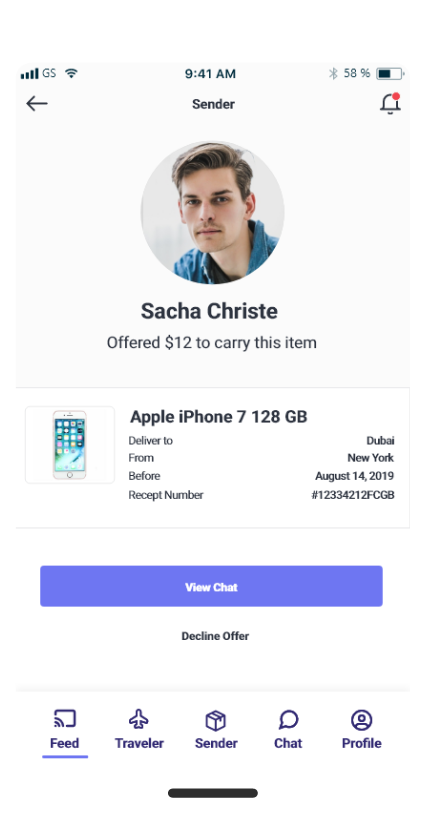 GS 9:41 AM 58 %
Sender
Sacha Christe
Offered $12 to carry this item
Apple iPhone 7 128 GB
Deliver to Dubai
From New York
Before August 14, 2019
Recept Number #12334212FCGB
View Chat
Decline Offer
Feed Traveler Sender Chat Profile